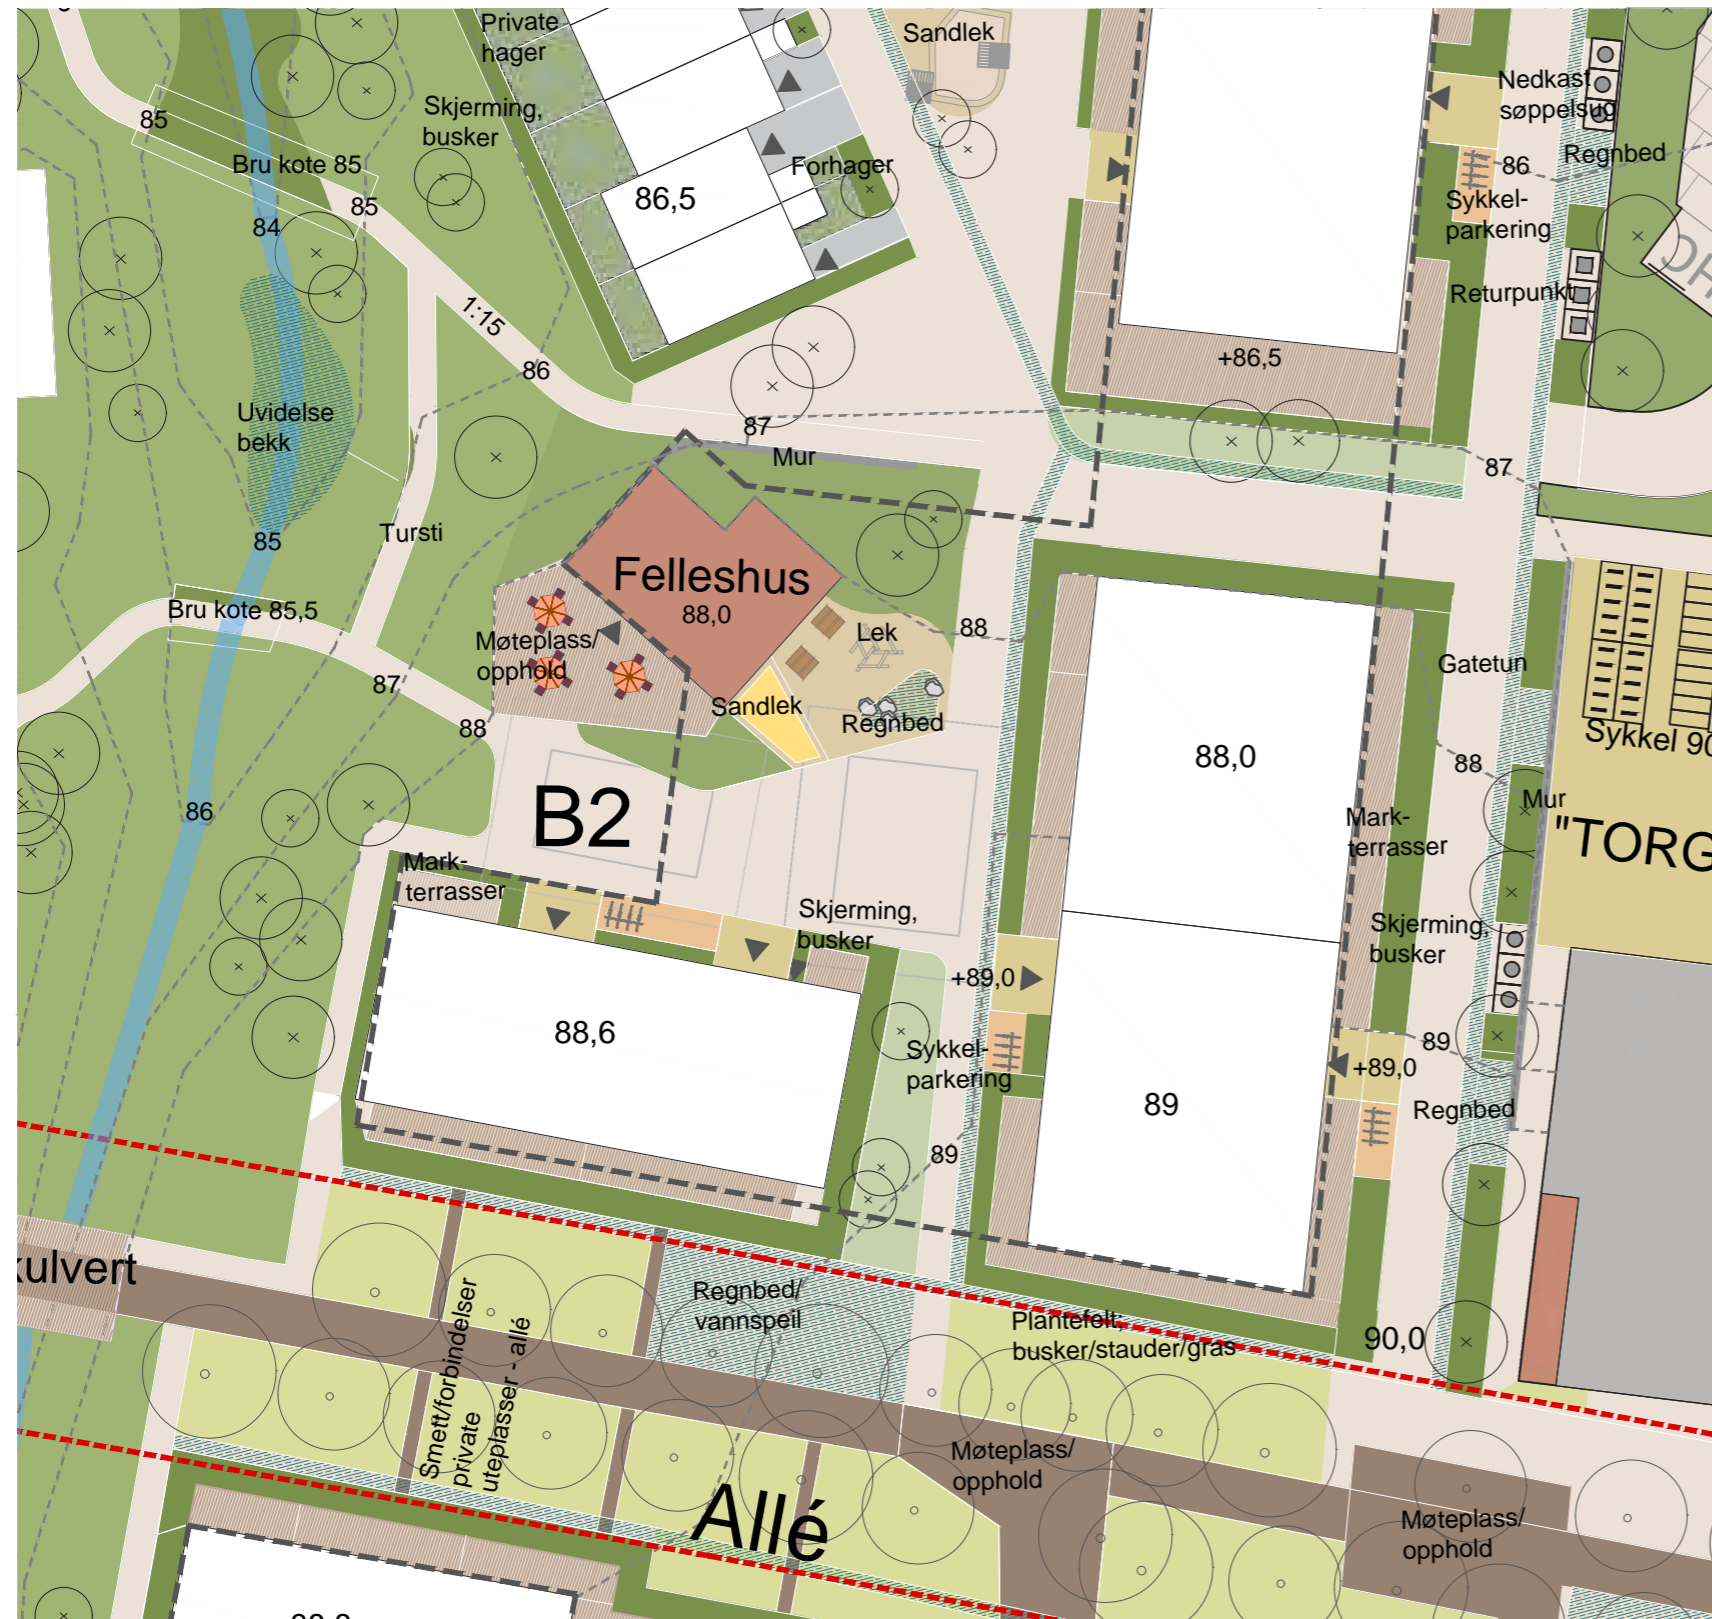 Private
hager
Sandlek
Nedkast
søppelsug
Skjerming,
busker
85
Bru kote 85
Forhager
86
Regnbed
86,5
85
84
Sykkel-
parkering
Returpunkt
1:15
+86,5
86
Uvidelse
bekk
87
Mur
87
Tursti
85
Felleshus
88,0
Bru kote 85,5
Møteplass/
opphold
Lek
88
Gatetun
87
88
Sandlek
Regnbed
Sykkel 90
88,0
88
Mur
86
B2
Mark-
terrasser
"TORG
Mark-
terrasser
Skjerming,
busker
Skjerming,
busker
+89,0
88,6
Sykkel-
parkering
89
+89,0
89
Regnbed
89
kulvert
Regnbed/
vannspeil
Plantefelt,
busker/stauder/gras
90,0
Smett/forbindelser
private
uteplasser - allé
Møteplass/
opphold
Allé
Møteplass/
opphold